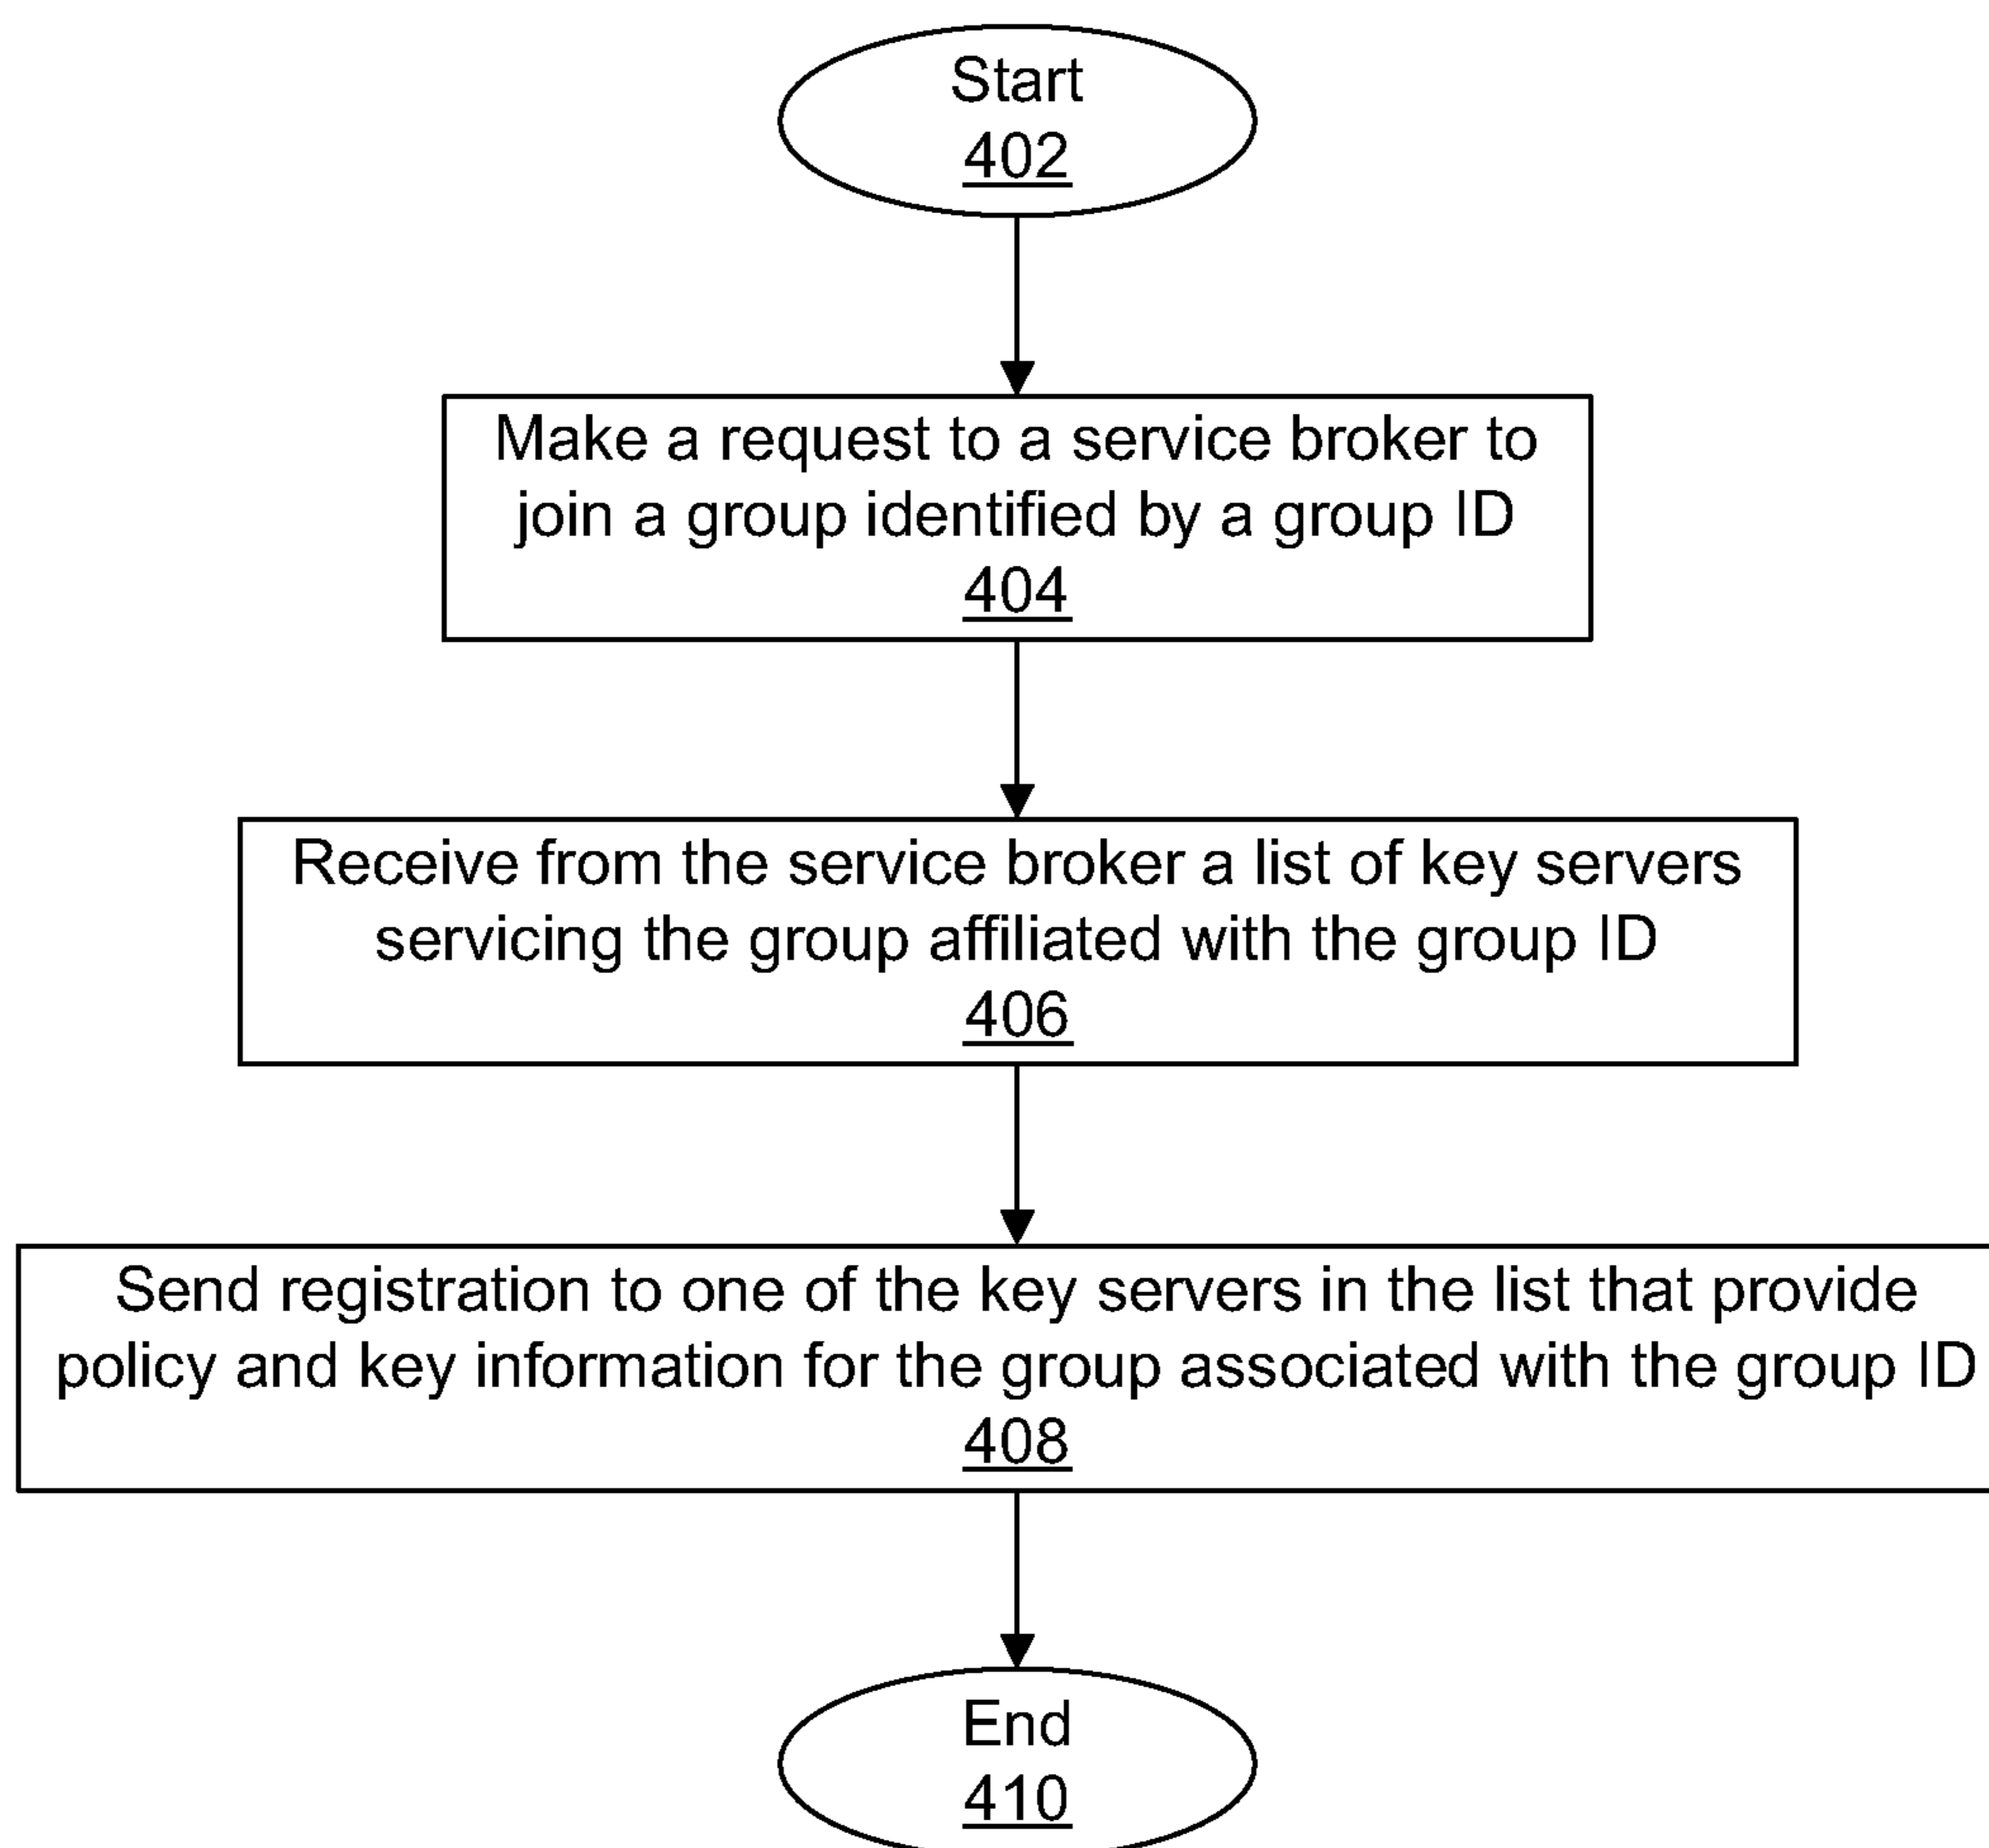 Start
402
Make a request to a service broker to
join a group identified by a group ID
404
Receive from the service broker a list of key servers
servicing the group affiliated with the group ID
406
Send registration to one of the key servers in the list that provide
policy and key information for the group associated with the group ID
408
End
410